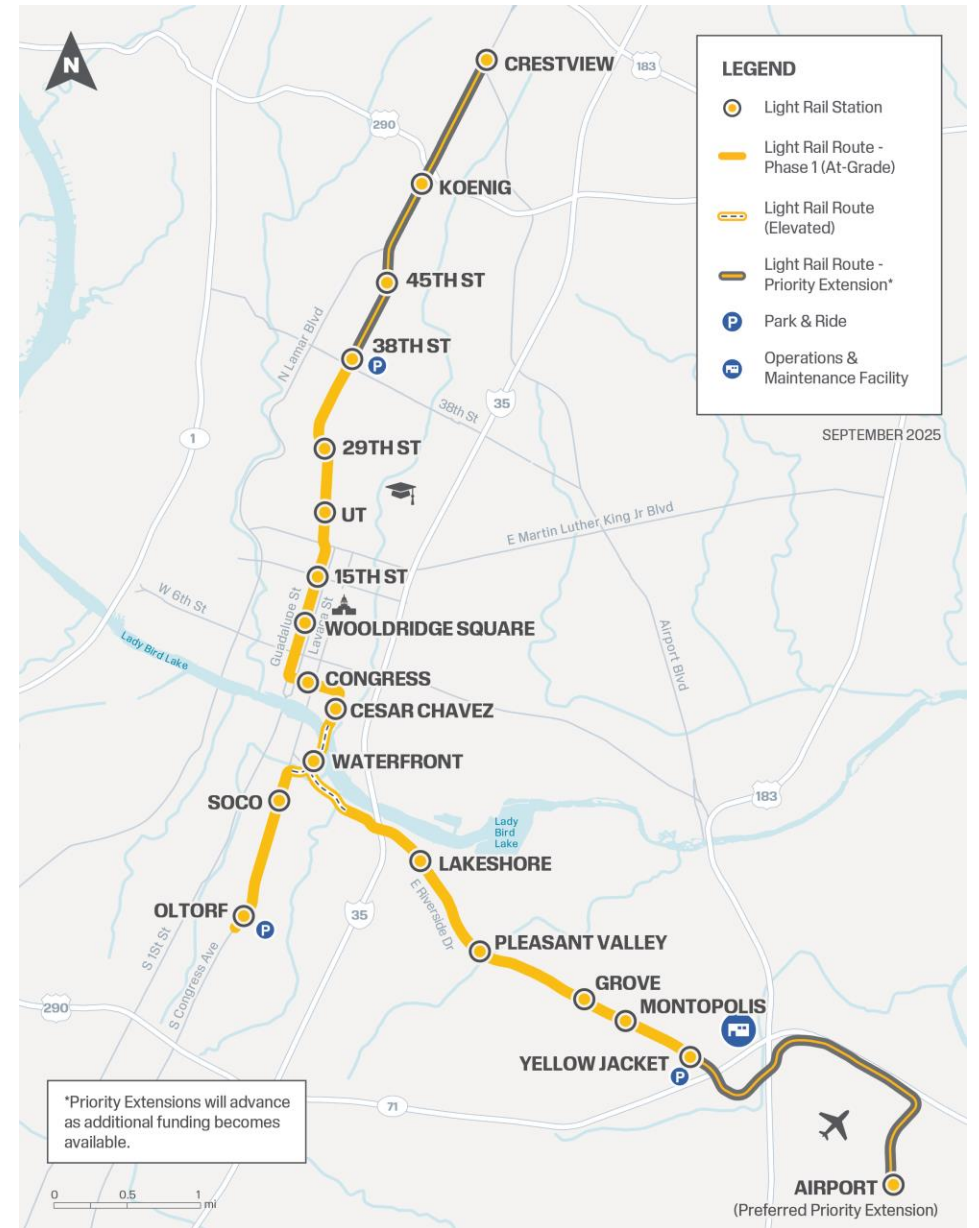 N
CRESTVIEW
183
LEGEND
Light Rail Station
Light Rail Route -
Phase 1 (At-Grade)
Light Rail Route
(Elevated)
Light Rail Route -
Priority Extension*
P
Park & Ride
Operations &
Maintenance Facility
SEPTEMBER 2025
290
KOENIG
45TH ST
N Lamar Blvd
38TH ST
P
38th St
35
1
29TH ST
UT
E Martin Luther King Jr Blvd
15TH ST
W 6th St
Guadalupe St
Lavaca St
WOOLDRIDGE SQUARE
Airport Blvd
Lady Bird Lake
CONGRESS
CESAR CHAVEZ
WATERFRONT
183
SOCO
Lady
Bird
Lake
LAKESHORE
E Riverside Dr
OLTORF
P
35
S 1St St
S Congress Ave
PLEASANT VALLEY
GROVE
MONTOPOLIS
290
YELLOW JACKET
P
71
*Priority Extensions will advance
as additional funding becomes
available.
AIRPORT
(Preferred Priority Extension)
0 0.5 1
mi